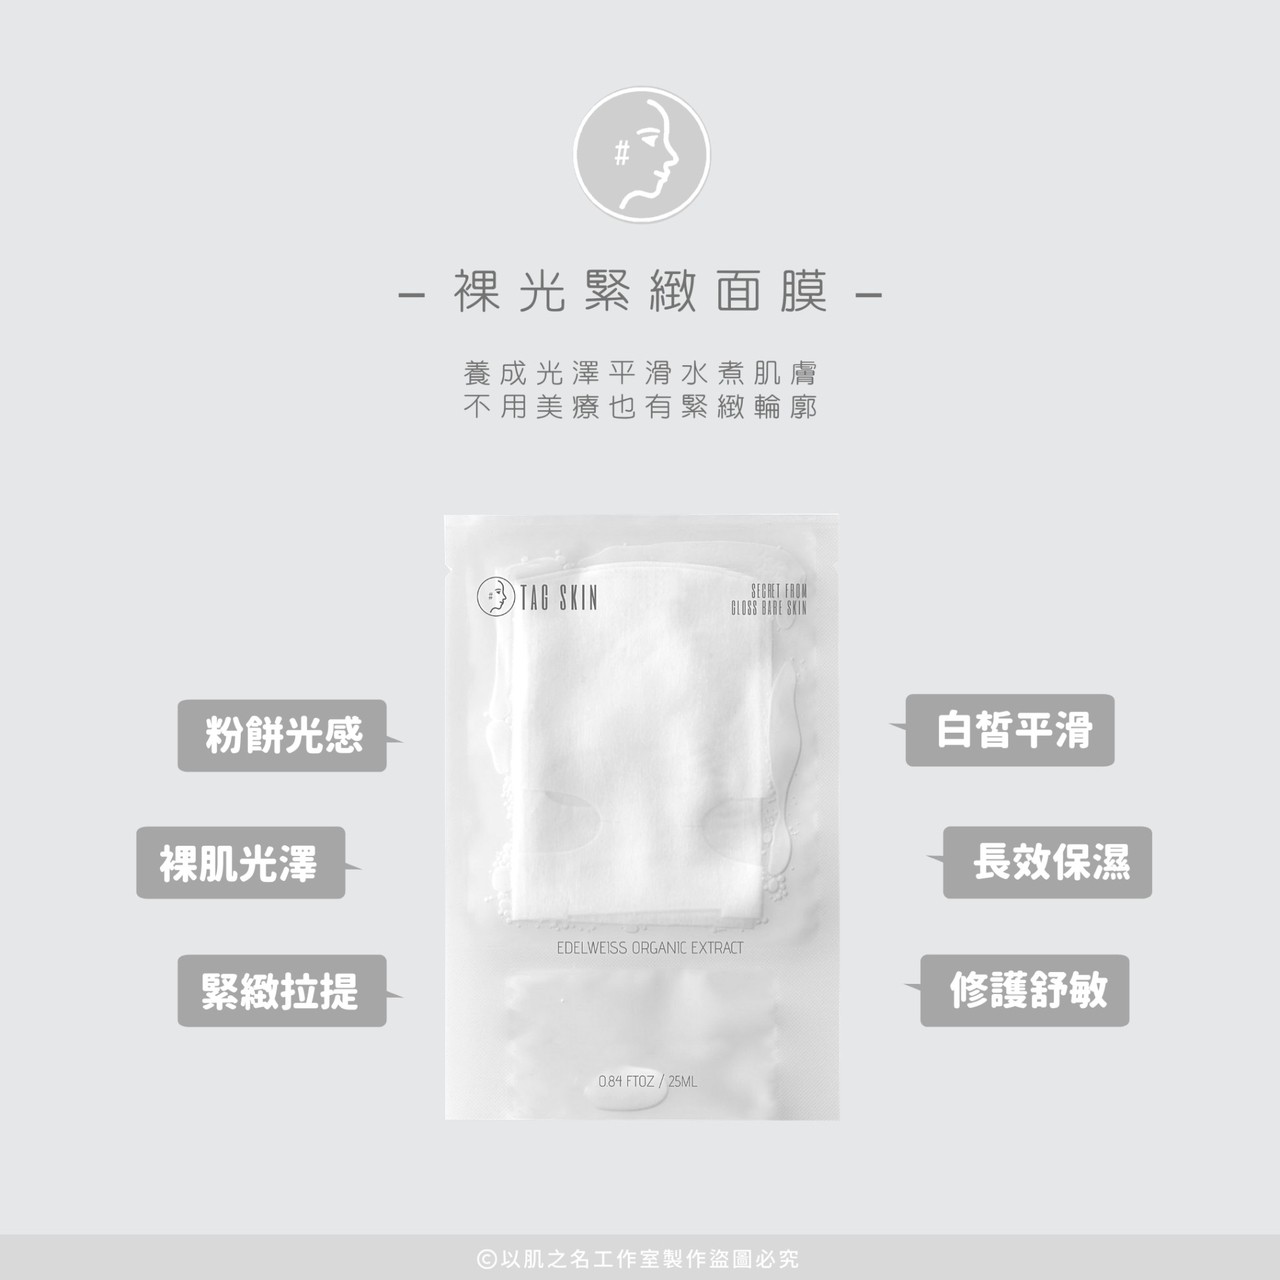 #
– 裸光緊緻面膜 –
養成光澤平滑水煮肌膚
不用美療也有緊緻輪廓
# TAG SKIN
SECRET FROM
GLOSS BARE SKIN
粉餅光感
白皙平滑
裸肌光澤
長效保濕
緊緻拉提
修護舒敏
EDELWEISS ORGANIC EXTRACT
0.84 FTOZ / 25ML
©以肌之名工作室製作盜圖必究